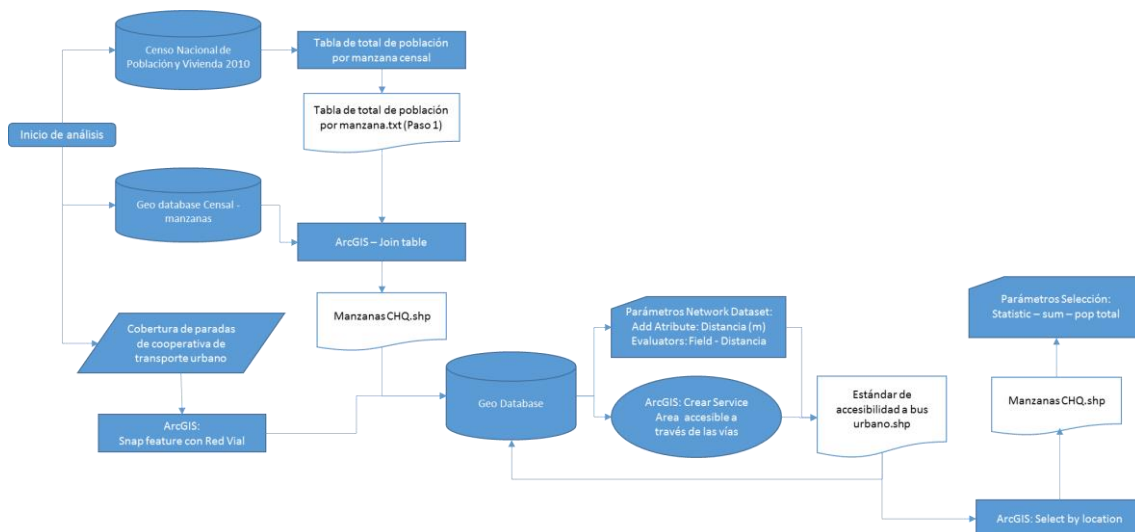 Censo Nacional de
Población y Vivienda 2010
Tabla de total de población
por manzana censal
Tabla de total de población
por manzana.txt (Paso 1)
Inicio de análisis
Geo database Censal -
manzanas
ArcGIS – Join table
Manzanas CHQ.shp
Cobertura de paradas
de cooperativa de
transporte urbano
ArcGIS:
Snap feature con Red Vial
Geo Database
Parámetros Network Dataset:
Add Atribute: Distancia (m)
Evaluators: Field - Distancia
ArcGIS: Crear Service
Area accesible a
través de las vías
Estándar de
accesibilidad a bus
urbano.shp
Parámetros Selección:
Statistic – sum – pop total
Manzanas CHQ.shp
ArcGIS: Select by location